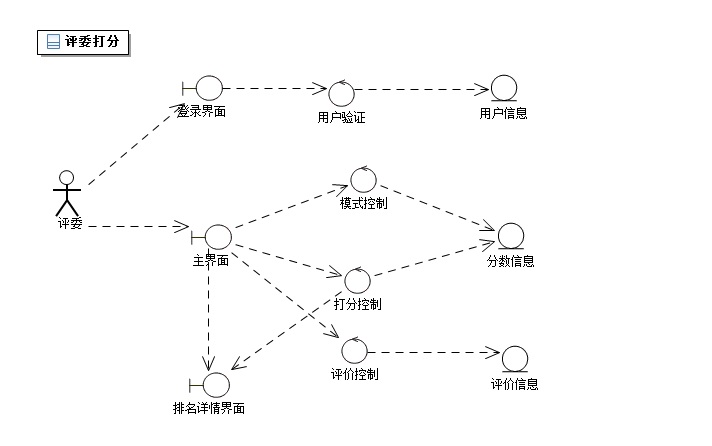 评委打分
登录界面
用户验证
用户信息
模式控制
评委
主界面
分数信息
打分控制
评价控制
评价信息
排名详情界面